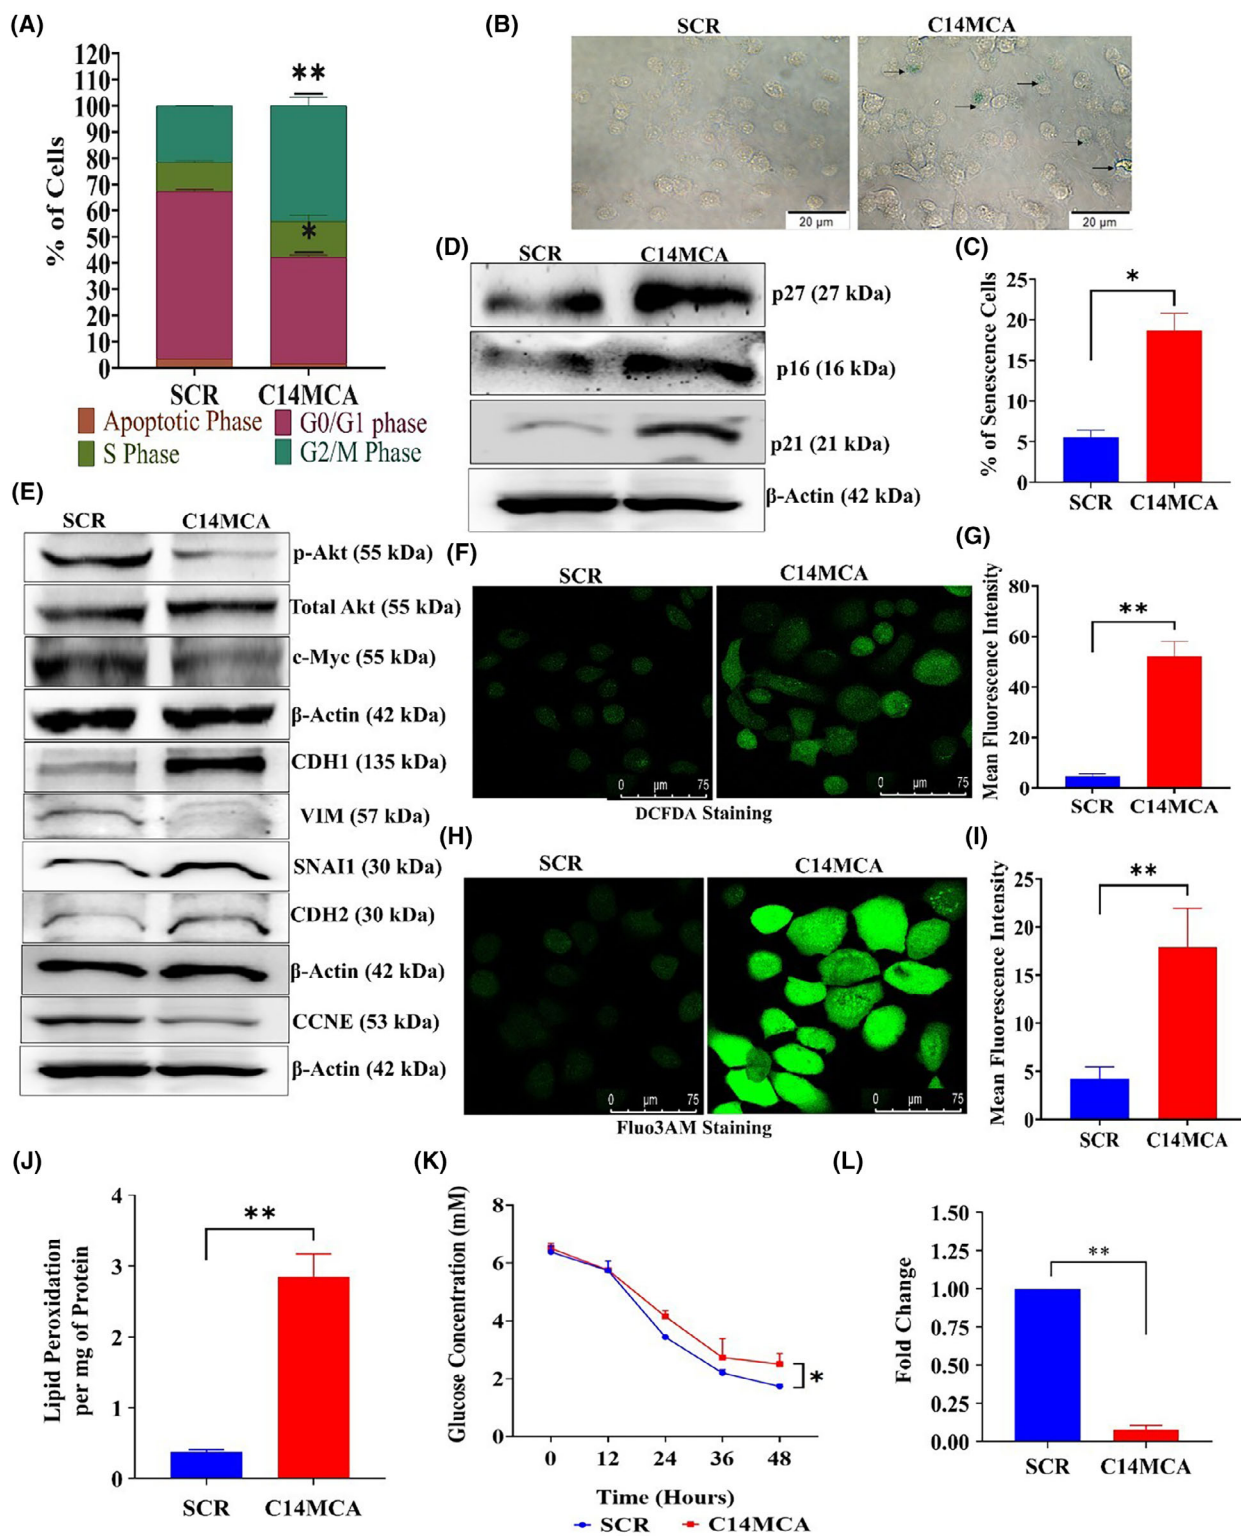 (A)
120
110
100
90
80
70
60
50
40
30
20
10
0
% of Cells
**
*
SCR C14MCA
Apoptotic Phase G0/G1 phase
S Phase G2/M Phase
(B)
SCR C14MCA
20 µm 20 µm
(D)
SCR C14MCA
p27 (27 kDa)
p16 (16 kDa)
p21 (21 kDa)
β-Actin (42 kDa)
(C)
% of Senescence Cells
25
20
15
10
5
0
*
SCR C14MCA
(E)
SCR C14MCA
p-Akt (55 kDa)
Total Akt (55 kDa)
c-Myc (55 kDa)
β-Actin (42 kDa)
CDH1 (135 kDa)
VIM (57 kDa)
SNAI1 (30 kDa)
CDH2 (30 kDa)
β-Actin (42 kDa)
CCNE (53 kDa)
β-Actin (42 kDa)
(F)
SCR C14MCA
0 µm 75 0 µm 75
DCFDA Staining
(G)
Mean Fluorescence Intensity
80
60
40
20
0
**
SCR C14MCA
(H)
SCR C14MCA
0 µm 75 0 µm 75
Fluo3AM Staining
(I)
Mean Fluorescence Intensity
25
20
15
10
5
0
**
SCR C14MCA
(J)
Lipid Peroxidation
per mg of Protein
4
3
2
1
0
**
SCR C14MCA
(K)
Glucose Concentration (mM)
8
6
4
2
0
*
0 12 24 36 48
Time (Hours)
SCR C14MCA
(L)
Fold Change
1.50
1.25
1.00
0.75
0.50
0.25
0.00
**
SCR C14MCA